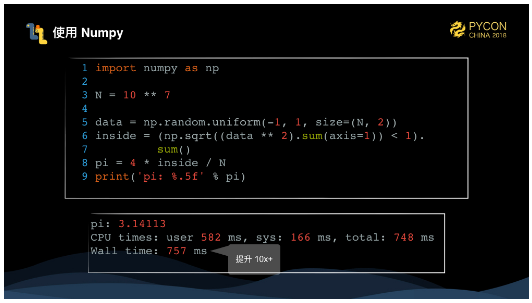 使用 Numpy
PYCON
CHINA 2018
1 import numpy as np
2
3 N = 10 ** 7
4
5 data = np.random.uniform(-1, 1, size=(N, 2))
6 inside = (np.sqrt((data ** 2).sum(axis=1)) < 1).
7 sum()
8 pi = 4 * inside / N
9 print('pi: %.5f' % pi)
pi: 3.14113
CPU times: user 582 ms, sys: 166 ms, total: 748 ms
Wall time: 757 ms
提升 10x+